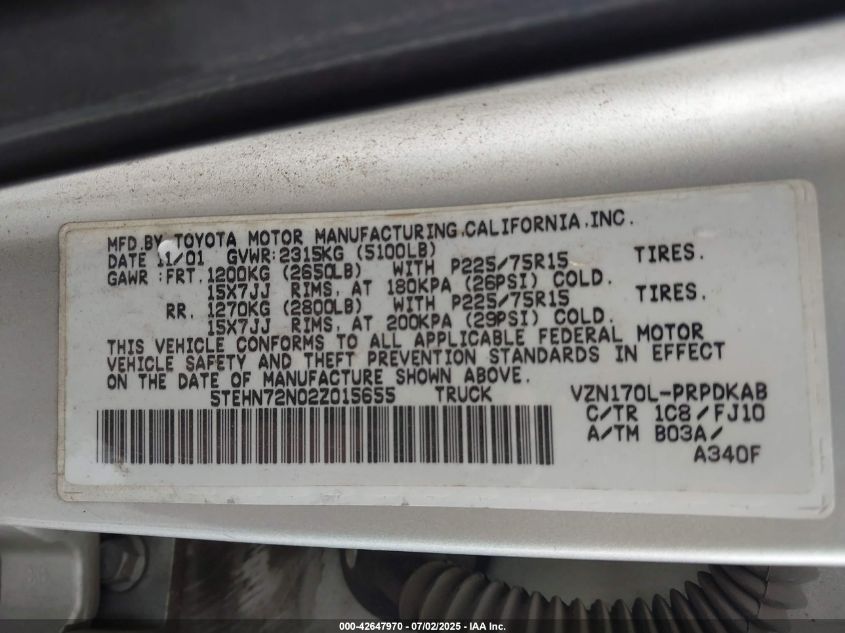 MFD.BY TOYOTA MOTOR MANUFACTURING,CALIFORNIA,INC.
DATE 11/01 GVWR:2315KG (5100LB)
GAWR :FRT. 1200KG (2650LB) WITH P225/75R15 TIRES.
15X7JJ RIMS, AT 180KPA (26PSI) COLD.
RR. 1270KG (2800LB) WITH P225/75R15 TIRES.
15X7JJ RIMS, AT 200KPA (29PSI) COLD.
THIS VEHICLE CONFORMS TO ALL APPLICABLE FEDERAL MOTOR
VEHICLE SAFETY AND THEFT PREVENTION STANDARDS IN EFFECT
ON THE DATE OF MANUFACTURE SHOWN ABOVE.
5TEHN72N02Z015655 TRUCK VZN170L-PRPDKAB
C/TR 1C8/FJ10
A/TM B03A/
A340F
000-42647970 - 07/02/2025 - IAA Inc.